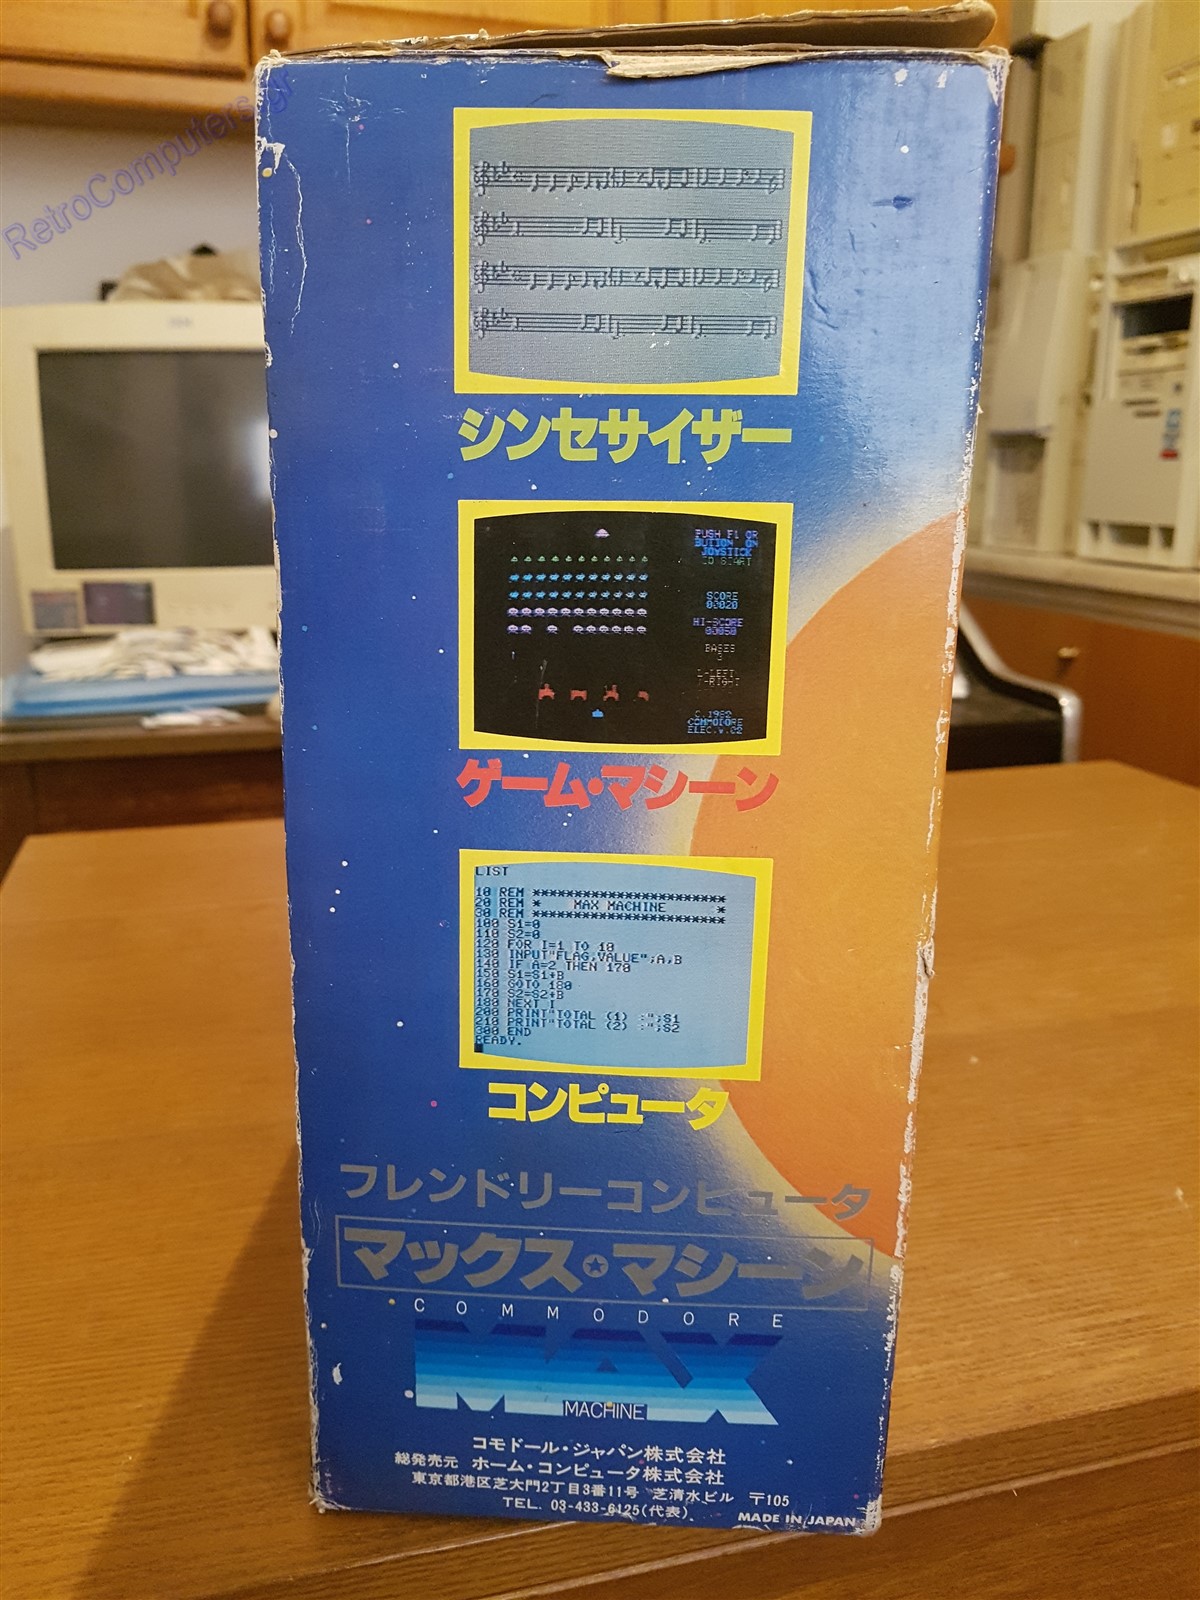 RetroComputers.gr
シンセサイザー
PUSH F1 OR
BUTTON ON
JOYSTICK
TO START
SCORE
00020
HI-SCORE
00050
BASES
3
C.1982
COMMODORE
ELEC.
ゲーム・マシーン
LIST
10 REM ***********************
20 REM * MAX MACHINE *
30 REM ***********************
100 S1=0
110 S2=0
120 FOR I=1 TO 10
130 INPUT"FLAG,VALUE";A,B
140 IF A=2 THEN 170
150 S1=S1+B
160 GOTO 180
170 S2=S2+B
180 NEXT I
200 PRINT"TOTAL (1) :";S1
210 PRINT"TOTAL (2) :";S2
300 END
READY.
コンピュータ
フレンドリーコンピュータ
マックス・マシーン
COMMODORE
MAX
MACHINE
コモドール・ジャパン株式会社
総発売元 ホーム・コンピュータ株式会社
東京都港区芝大門2丁目3番11号 芝清水ビル 〒105
TEL. 03-433-6125(代表)
MADE IN JAPAN